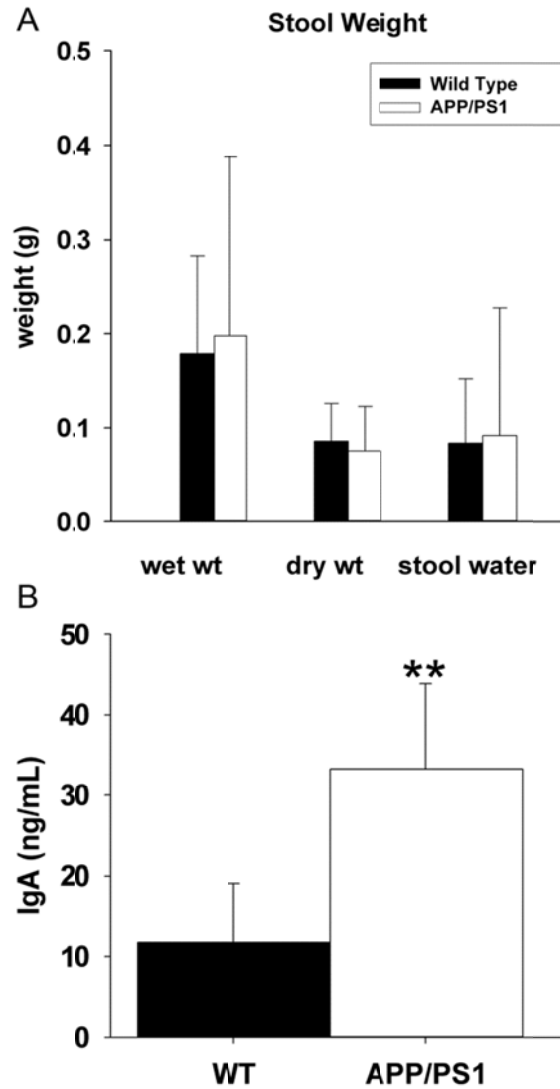 A
Stool Weight
0.5
Wild Type
APP/PS1
0.4
0.3
weight (g)
0.2
0.1
0.0
wet wt dry wt stool water
B
50
**
40
30
IgA (ng/mL)
20
10
0
WT APP/PS1